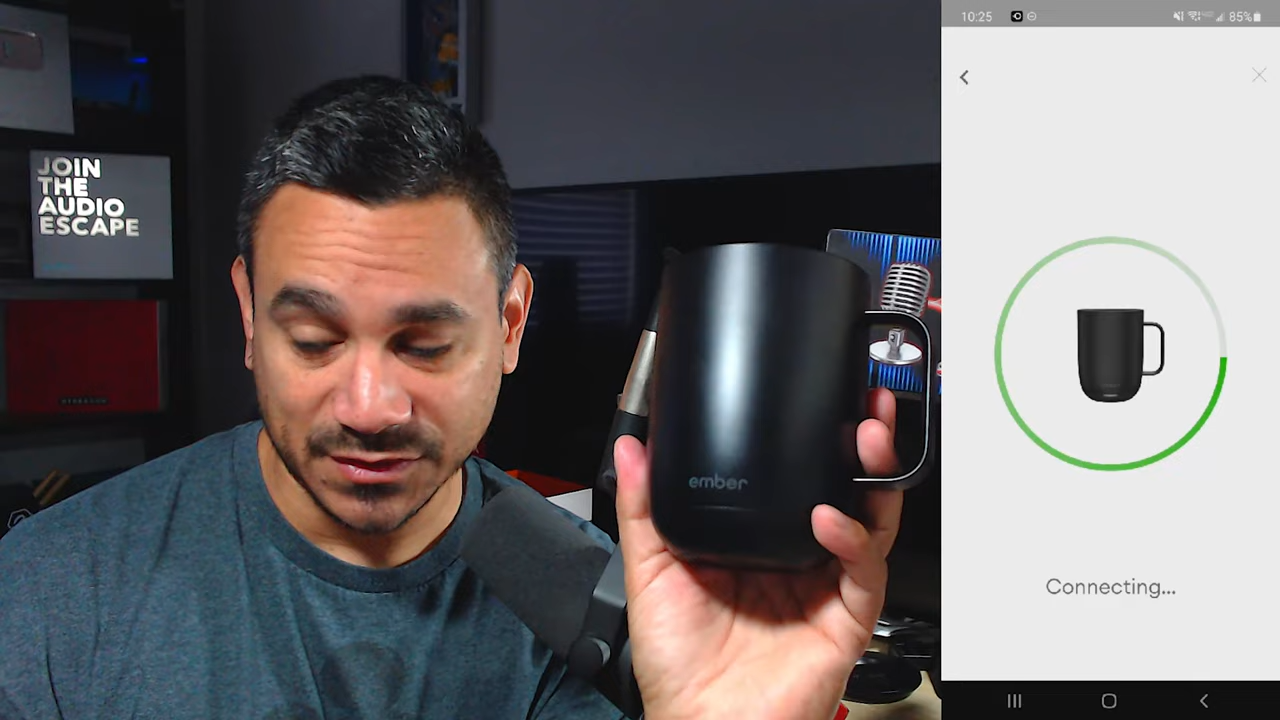 JOIN
THE
AUDIO
ESCAPE
ember
10:25
85%
Connecting...